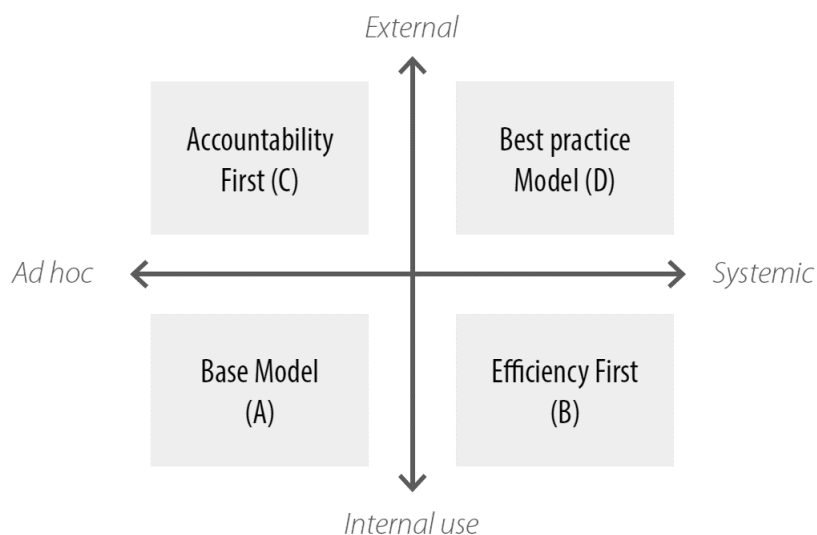 External
Accountability
First (C)
Best practice
Model (D)
Ad hoc
Systemic
Base Model
(A)
Efficiency First
(B)
Internal use